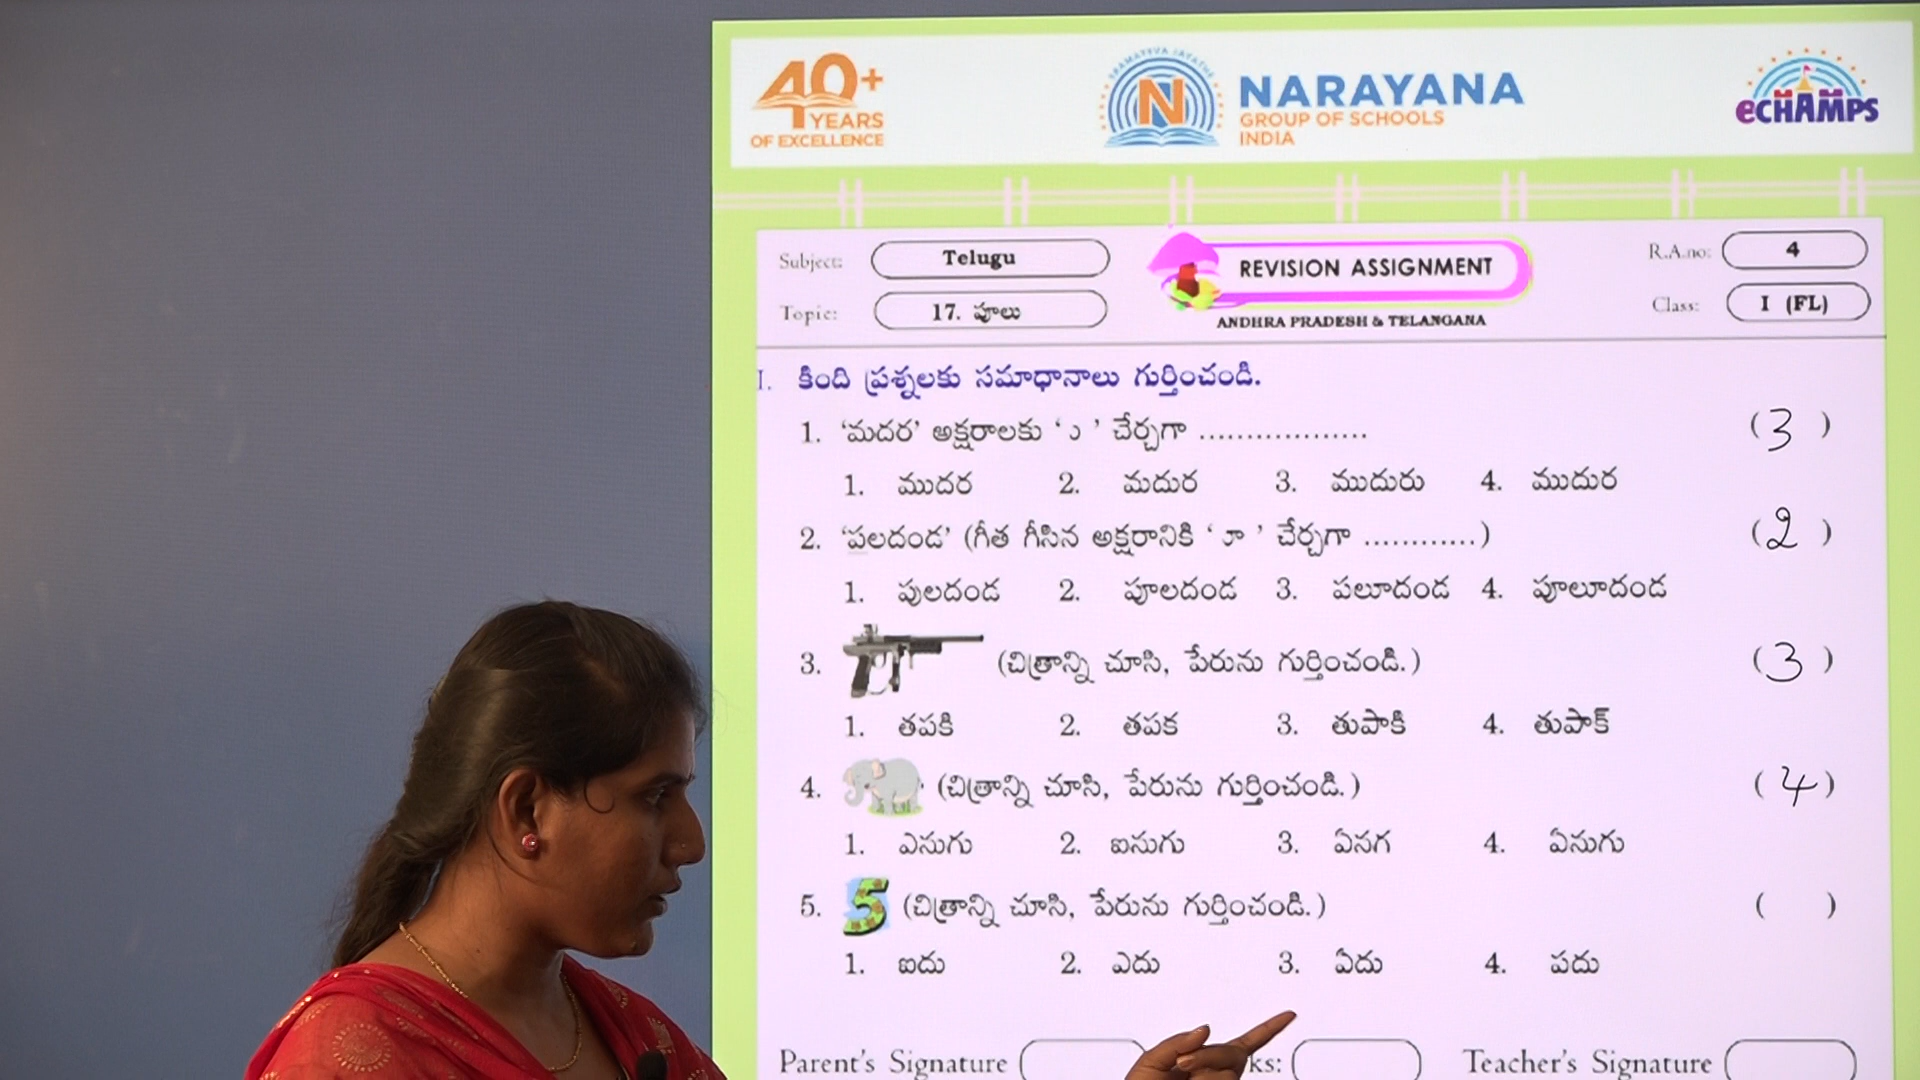 40+
YEARS
OF EXCELLENCE
NARAYANA
GROUP OF SCHOOLS
INDIA
eCHAMPS
Subject: Telugu
REVISION ASSIGNMENT
R.A.no: 4
Topic: 17. పూలు
ANDHRA PRADESH & TELANGANA
Class: I (FL)
I. కింది ప్రశ్నలకు సమాధానాలు గుర్తించండి.
1. ‘మదర’ అక్షరాలకు ‘ ు ’ చేర్చగా .................. ( 3 )
1. ముదర 2. మదుర 3. ముదురు 4. ముదుర
2. ‘పలదండ’ (గీత గీసిన అక్షరానికి ‘ ూ ’ చేర్చగా ............) ( 2 )
1. పులదండ 2. పూలదండ 3. పలూదండ 4. పూలూదండ
3. (చిత్రాన్ని చూసి, పేరును గుర్తించండి.) ( 3 )
1. తపకి 2. తపక 3. తుపాకి 4. తుపాక్
4. (చిత్రాన్ని చూసి, పేరును గుర్తించండి.) ( 4 )
1. ఎనుగు 2. ఐనుగు 3. ఏనగ 4. ఏనుగు
5. 5 (చిత్రాన్ని చూసి, పేరును గుర్తించండి.) ( )
1. ఐదు 2. ఎదు 3. ఏదు 4. పదు
Parent's Signature ks: Teacher's Signature